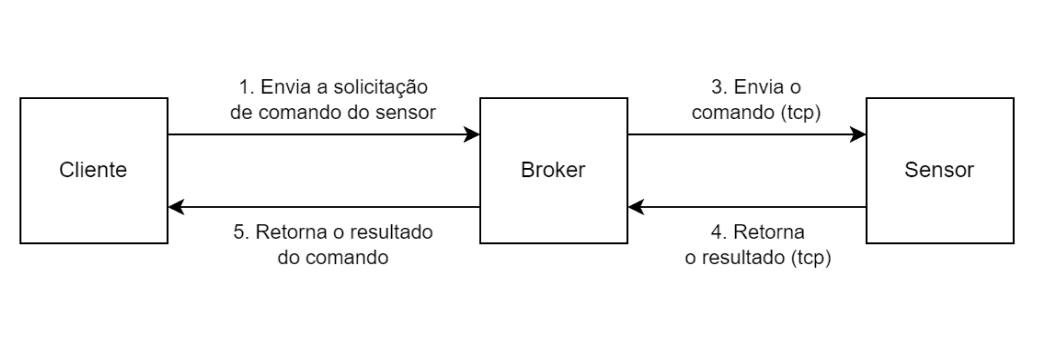 1. Envia a solicitação
de comando do sensor
3. Envia o
comando (tcp)
Cliente
Broker
Sensor
5. Retorna o resultado
do comando
4. Retorna
o resultado (tcp)